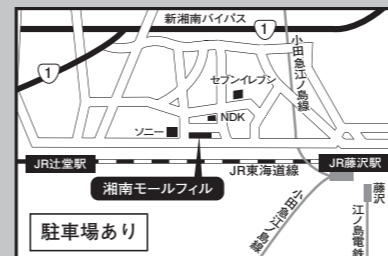 新湘南バイパス
1
小田急江ノ島線
1
セブンイレブン
NDK
ソニー
JR辻堂駅
JR東海道線
JR藤沢駅
湘南モールフィル
小田急江ノ島線
藤沢
江ノ島電鉄
駐車場あり